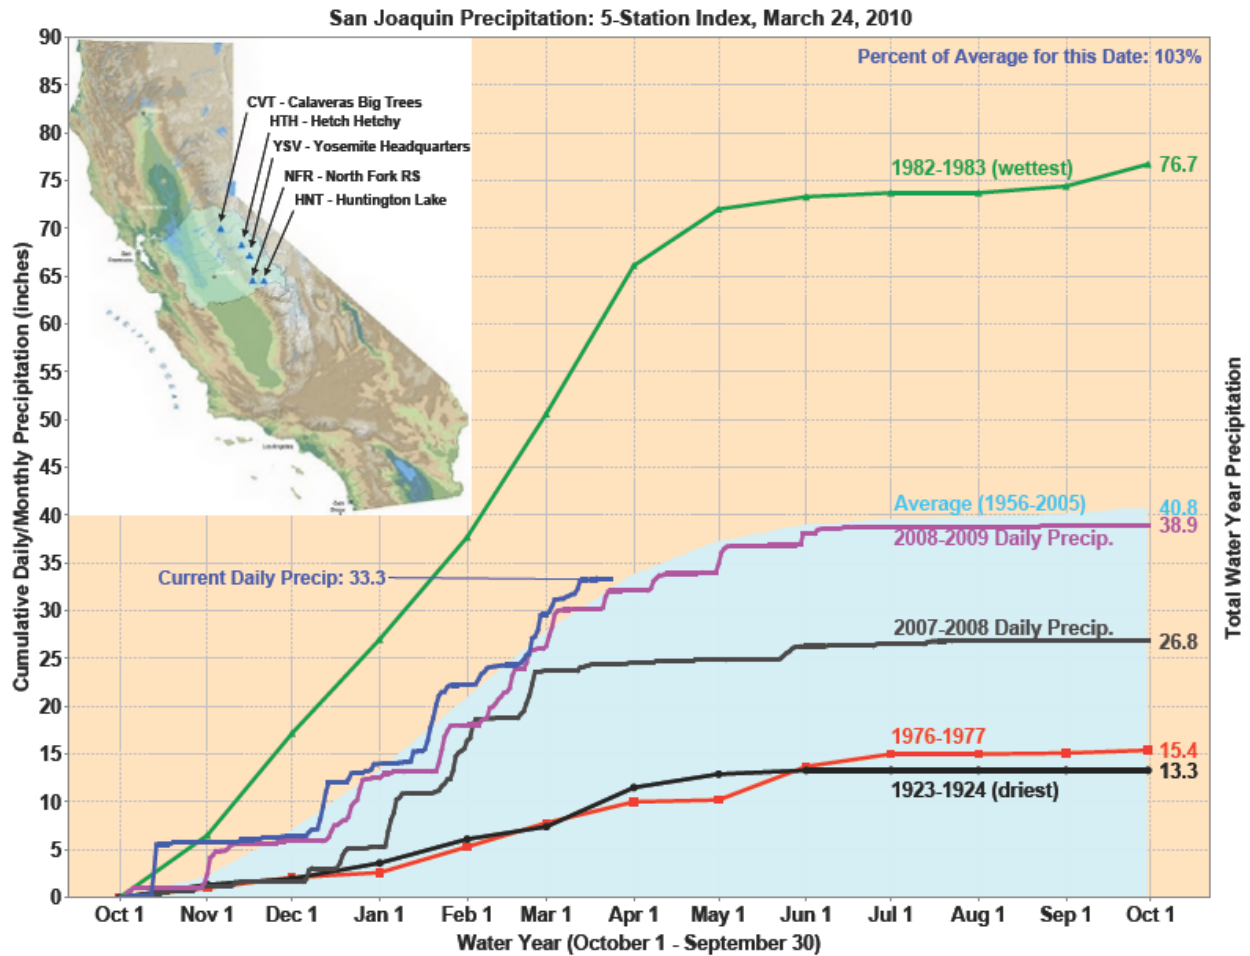 San Joaquin Precipitation: 5-Station Index, March 24, 2010
Percent of Average for this Date: 103%
Cumulative Daily/Monthly Precipitation (inches)
90
85
80
75
70
65
60
55
50
45
40
35
30
25
20
15
10
5
0
CVT - Calaveras Big Trees
HTH - Hetch Hetchy
YSV - Yosemite Headquarters
NFR - North Fork RS
HNT - Huntington Lake
San
Francisco
Los Angeles
San
Diego
1982-1983 (wettest)
76.7
Average (1956-2005)
40.8
38.9
2008-2009 Daily Precip.
Current Daily Precip: 33.3
2007-2008 Daily Precip.
26.8
1976-1977
15.4
13.3
1923-1924 (driest)
Total Water Year Precipitation
Oct 1 Nov 1 Dec 1 Jan 1 Feb 1 Mar 1 Apr 1 May 1 Jun 1 Jul 1 Aug 1 Sep 1 Oct 1
Water Year (October 1 - September 30)